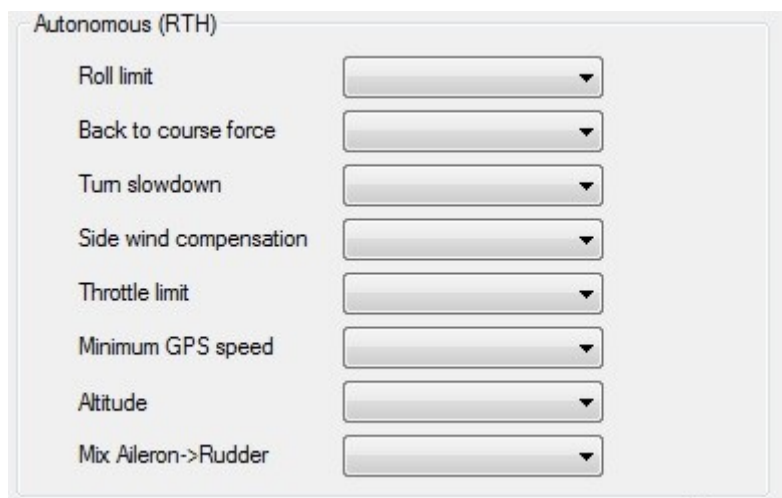 Autonomous (RTH)
Roll limit
Back to course force
Turn slowdown
Side wind compensation
Throttle limit
Minimum GPS speed
Altitude
Mix Aileron->Rudder